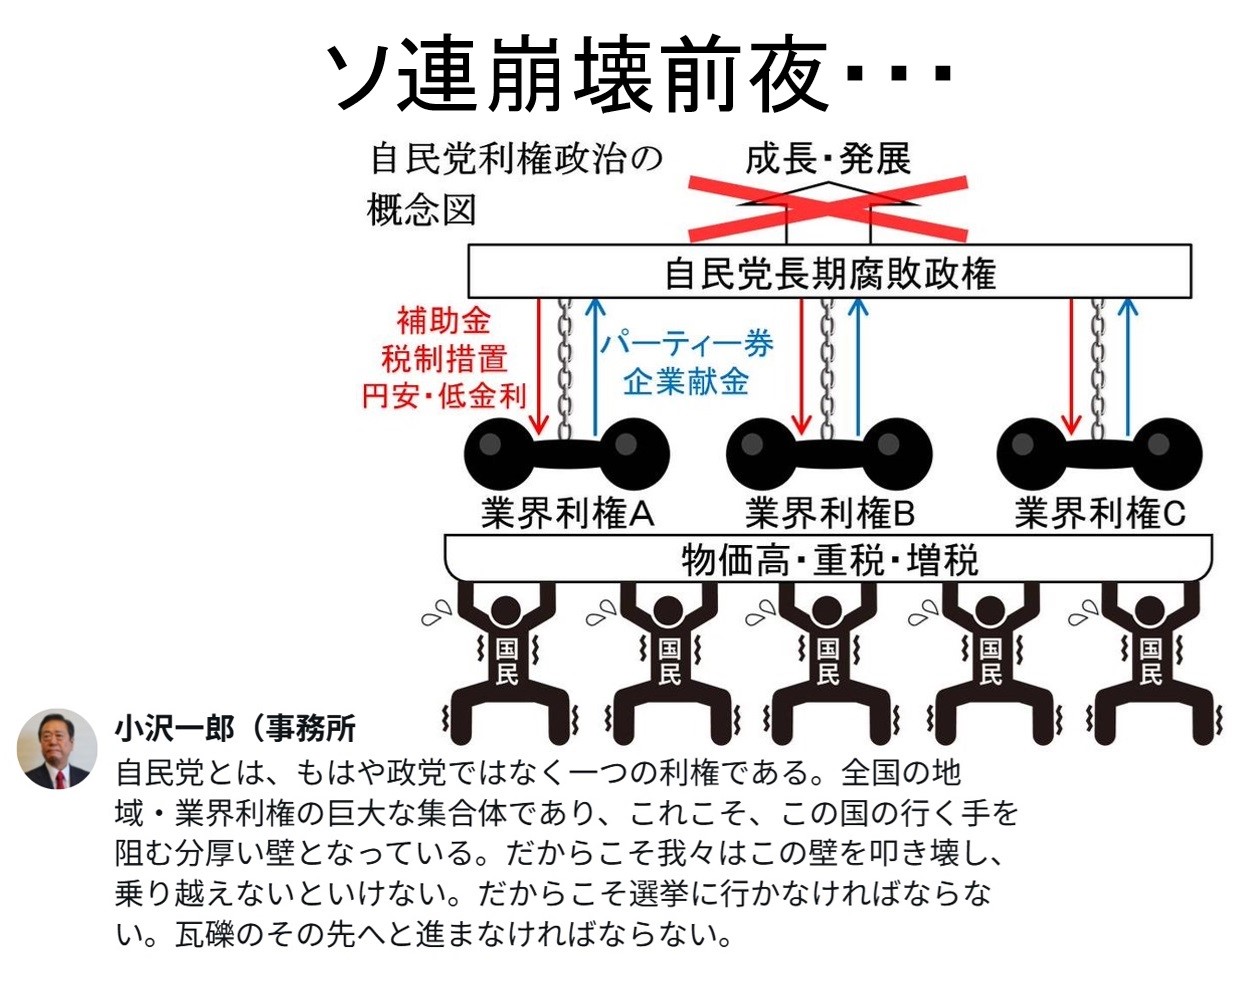 ソ連崩壊前夜・・・
自民党利権政治の
概念図
成長・発展
自民党長期腐敗政権
補助金
税制措置
円安・低金利
パーティー券
企業献金
業界利権A
業界利権B
業界利権C
物価高・重税・増税
国民
国民
国民
国民
国民
小沢一郎（事務所
自民党とは、もはや政党ではなく一つの利権である。全国の地
域・業界利権の巨大な集合体であり、これこそ、この国の行く手を
阻む分厚い壁となっている。だからこそ我々はこの壁を叩き壊し、
乗り越えないといけない。だからこそ選挙に行かなければならな
い。瓦礫のその先へと進まなければならない。